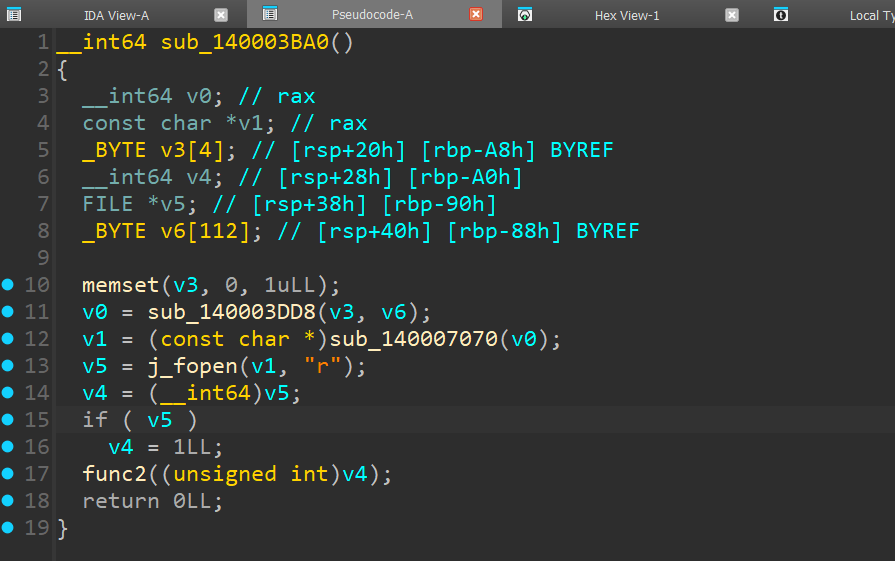 IDA View-A Pseudocode-A Hex View-1 Local Ty
1 __int64 sub_140003BA0()
2 {
3 __int64 v0; // rax
4 const char *v1; // rax
5 _BYTE v3[4]; // [rsp+20h] [rbp-A8h] BYREF
6 __int64 v4; // [rsp+28h] [rbp-A0h]
7 FILE *v5; // [rsp+38h] [rbp-90h]
8 _BYTE v6[112]; // [rsp+40h] [rbp-88h] BYREF
9
10 memset(v3, 0, 1uLL);
11 v0 = sub_140003DD8(v3, v6);
12 v1 = (const char *)sub_140007070(v0);
13 v5 = j_fopen(v1, "r");
14 v4 = (__int64)v5;
15 if ( v5 )
16 v4 = 1LL;
17 func2((unsigned int)v4);
18 return 0LL;
19 }